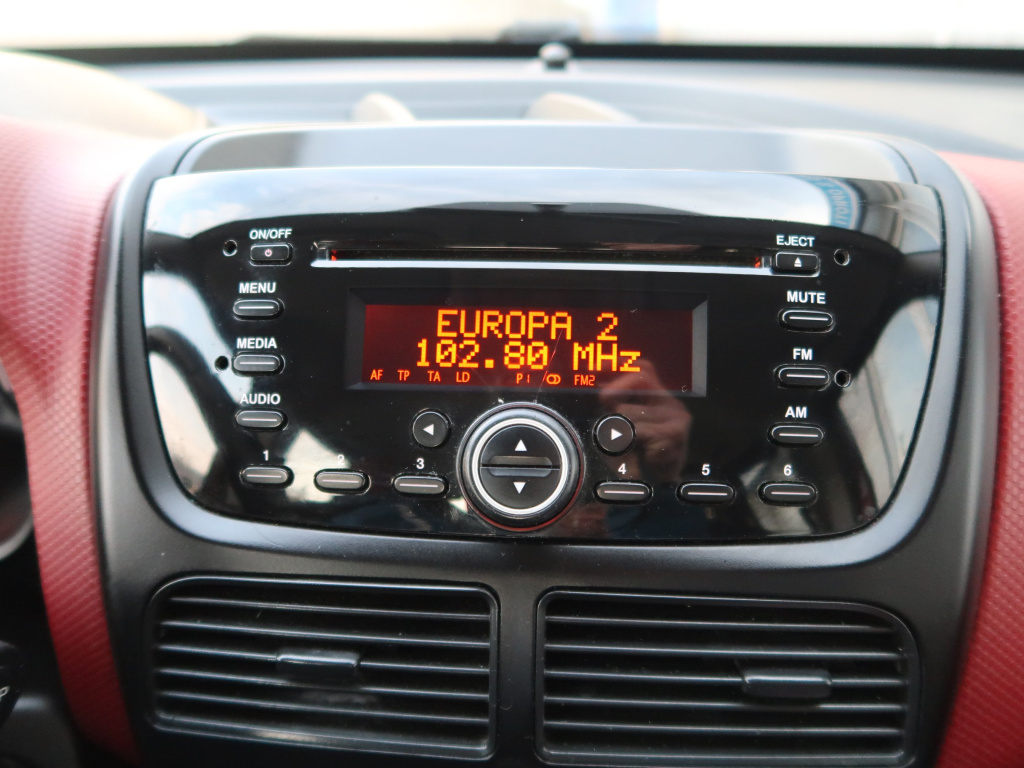 ON/OFF
EJECT
MENU
MUTE
EUROPA 2
102.80 MHz
MEDIA
FM
AF TP TA LD P1 FM2
AUDIO
AM
1 2 3 4 5 6